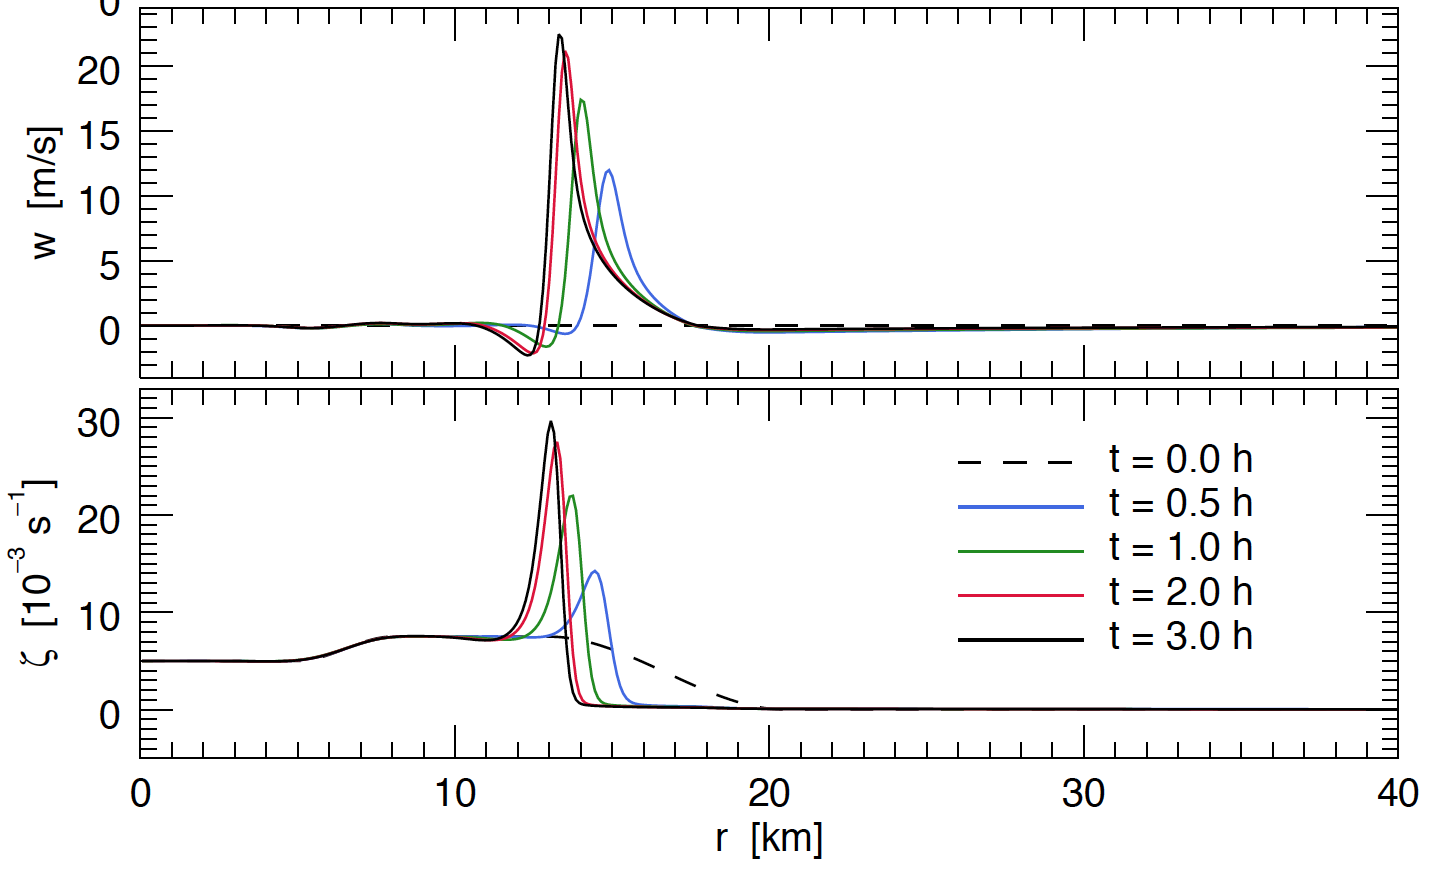 0
20
15
10
5
0
w [m/s]
30
20
10
0
ζ [10⁻³ s⁻¹]
t = 0.0 h
t = 0.5 h
t = 1.0 h
t = 2.0 h
t = 3.0 h
0 10 20 30 40
r [km]